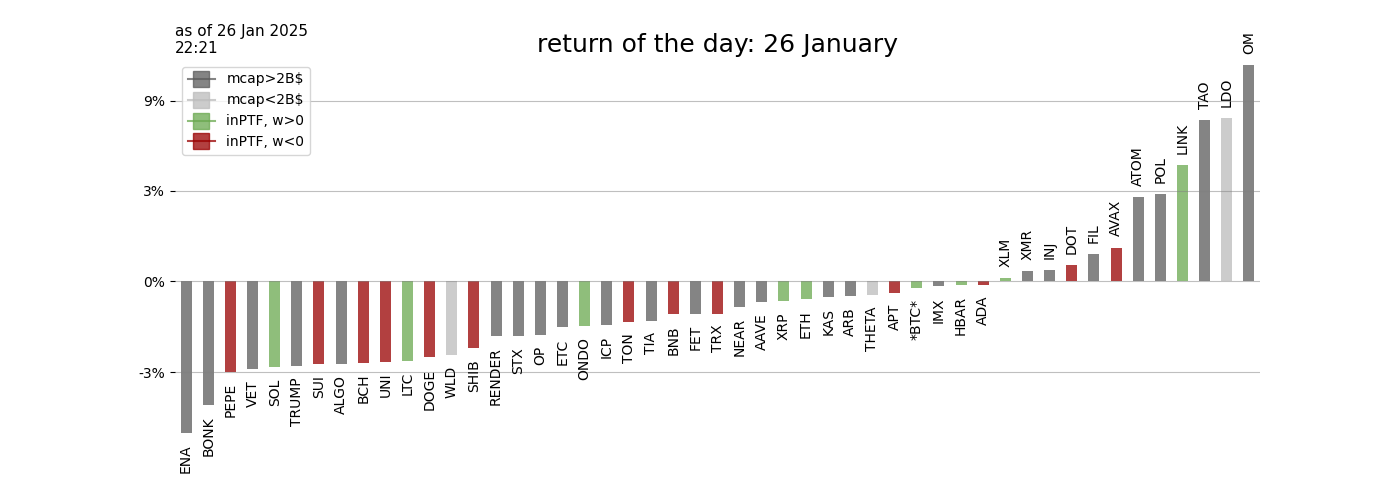 as of 26 Jan 2025
22:21
return of the day: 26 January
mcap>2B$
mcap<2B$
inPTF, w>0
inPTF, w<0
9%
3%
0%
-3%
ENA
BONK
PEPE
VET
SOL
TRUMP
SUI
ALGO
BCH
UNI
LTC
DOGE
WLD
SHIB
RENDER
STX
OP
ETC
ONDO
ICP
TON
TIA
BNB
FET
TRX
NEAR
AAVE
XRP
ETH
KAS
ARB
THETA
APT
*BTC*
IMX
HBAR
ADA
XLM
XMR
INJ
DOT
FIL
AVAX
ATOM
POL
LINK
TAO
LDO
OM